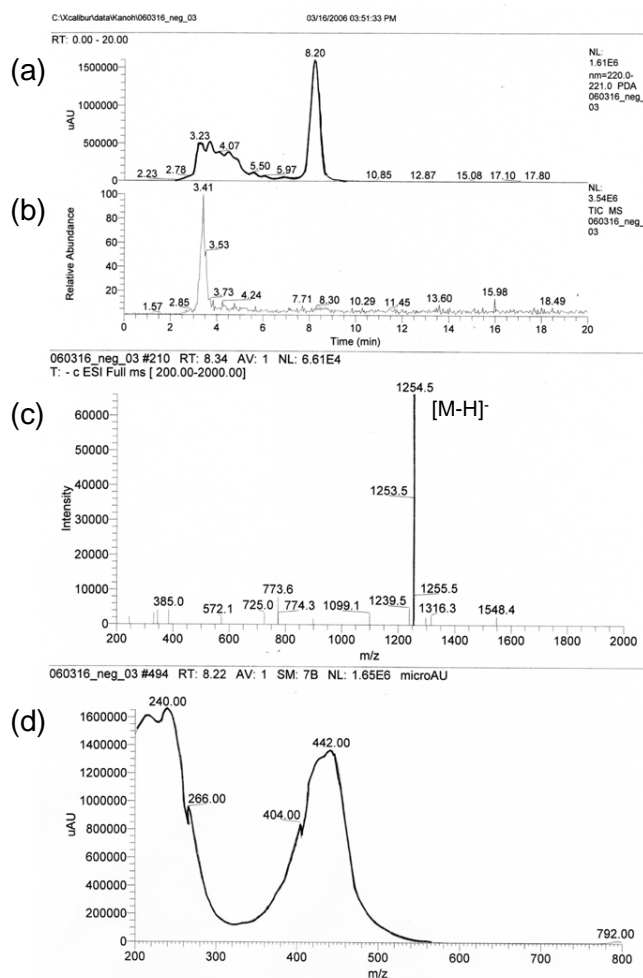 C:\Xcalibur\data\Kanoh\060316_neg_03 03/16/2006 03:51:33 PM
RT: 0.00 - 20.00
(a)
1500000
1000000
500000
0
uAU
8.20
3.23
4.07
2.23
2.78
5.50
5.97
10.85
12.87
15.08
17.10
17.80
NL:
1.61E6
nm=220.0-
221.0 PDA
060316_neg_
03
(b)
100
80
60
40
20
0
Relative Abundance
3.41
3.53
1.57
2.85
3.73
4.24
7.71
8.30
10.29
11.45
13.60
15.98
18.49
NL:
3.54E6
TIC MS
060316_neg_
03
0 2 4 6 8 10 12 14 16 18 20
Time (min)
060316_neg_03 #210 RT: 8.34 AV: 1 NL: 6.61E4
T: - c ESI Full ms [ 200.00-2000.00]
(c)
60000
50000
40000
30000
20000
10000
0
Intensity
1254.5
[M-H]-
1253.5
385.0
572.1
725.0
773.6
774.3
1099.1
1239.5
1255.5
1316.3
1548.4
200 400 600 800 1000 1200 1400 1600 1800 2000
m/z
060316_neg_03 #494 RT: 8.22 AV: 1 SM: 7B NL: 1.65E6 microAU
(d)
1600000
1400000
1200000
1000000
800000
600000
400000
200000
0
uAU
240.00
266.00
404.00
442.00
792.00
200 300 400 500 600 700 800
m/z